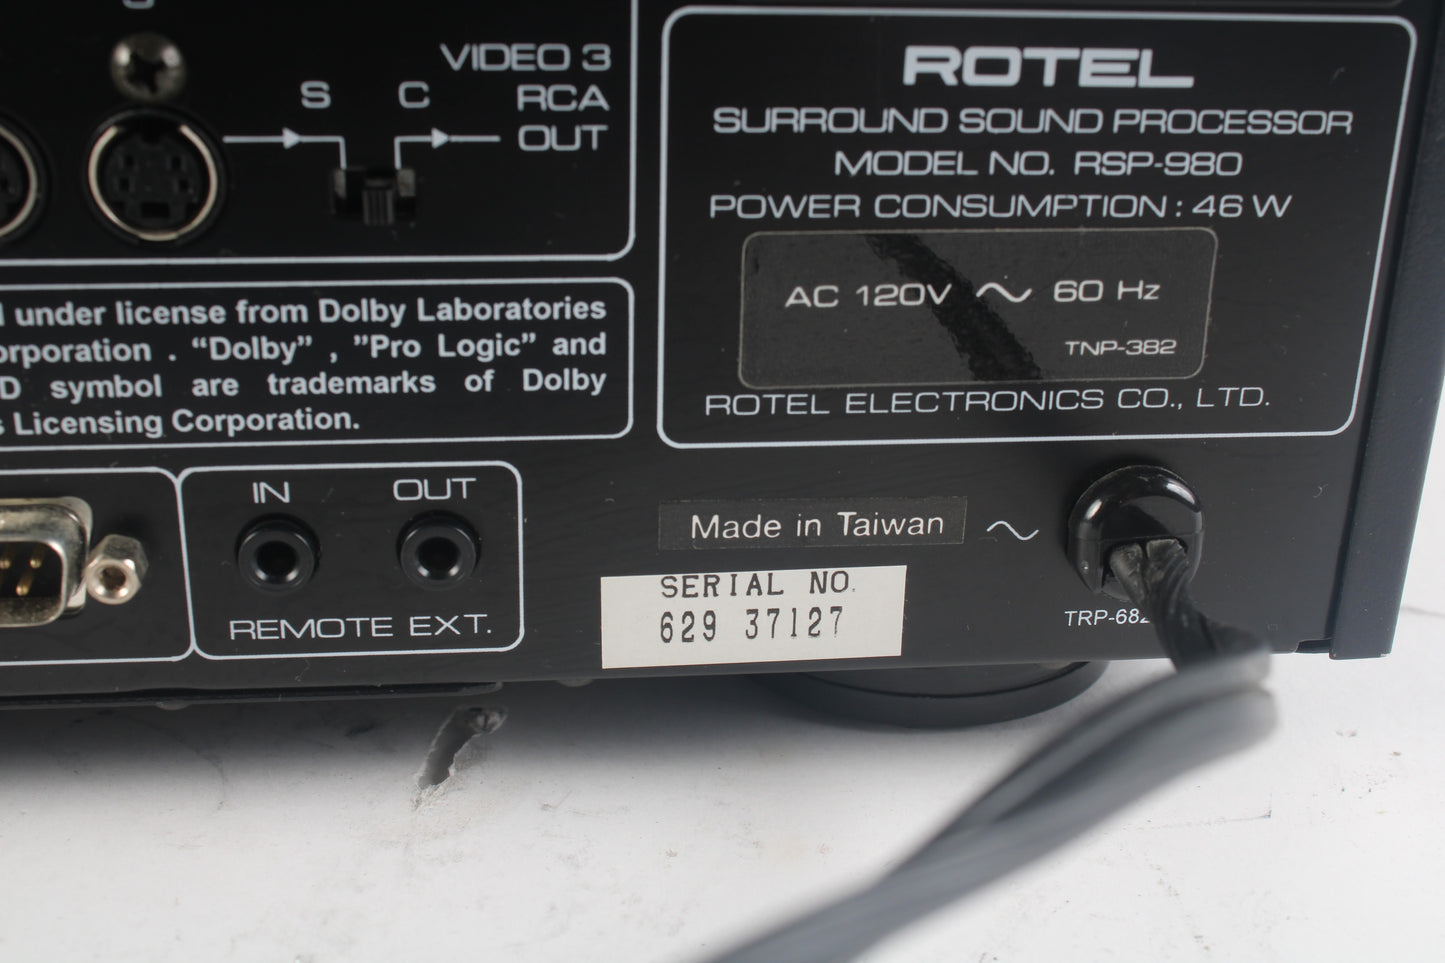 VIDEO 3
S C RCA
OUT
ROTEL
SURROUND SOUND PROCESSOR
MODEL NO. RSP-980
POWER CONSUMPTION : 46 W
AC 120V ~ 60 Hz
TNP-382
ROTEL ELECTRONICS CO., LTD.
under license from Dolby Laboratories
orporation . “Dolby” , ”Pro Logic” and
D symbol are trademarks of Dolby
s Licensing Corporation.
IN OUT
REMOTE EXT.
Made in Taiwan ~
SERIAL NO.
629 37127
TRP-682